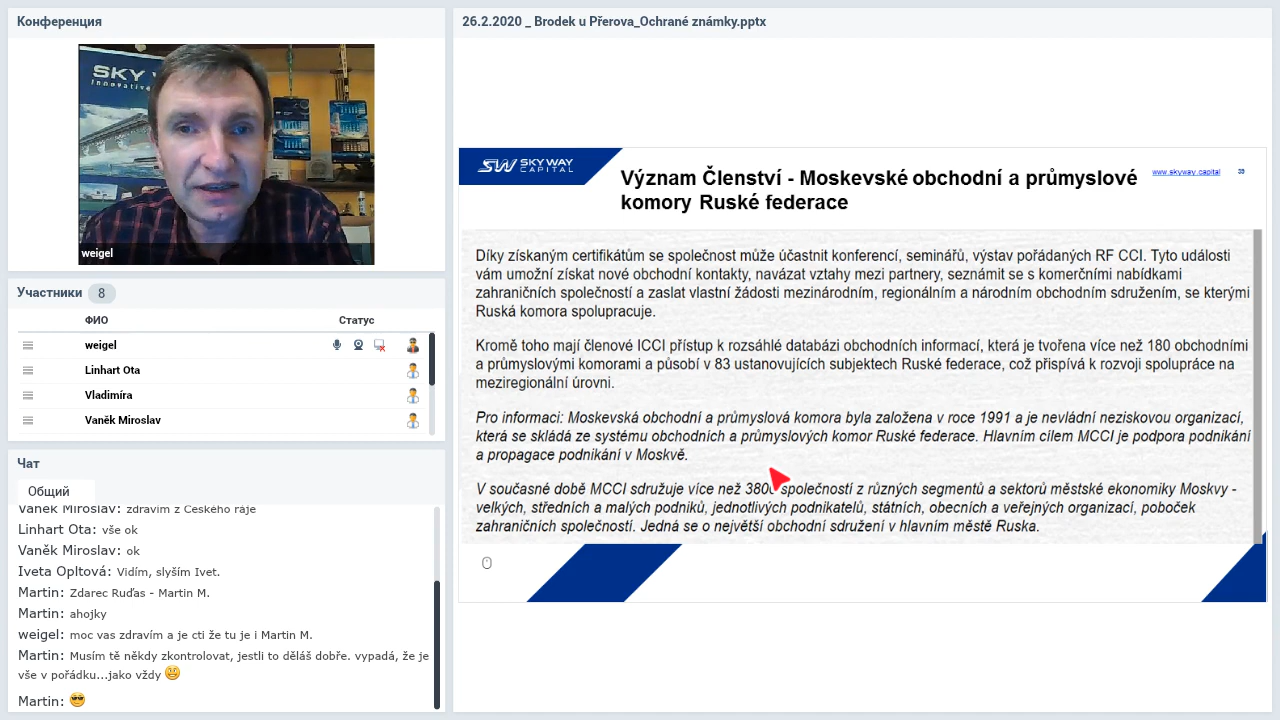 Конференция
SKY W
Innovative
weigel
Участники 8
ФИО Статус
weigel
Linhart Ota
Vladimíra
Vaněk Miroslav
Чат
Общий
Vaněk Miroslav: zdravím z Českého ráje
Linhart Ota: vše ok
Vaněk Miroslav: ok
Iveta Opltová: Vidím, slyším Ivet.
Martin: Zdarec Ruďas - Martin M.
Martin: ahojky
weigel: moc vas zdravím a je cti že tu je i Martin M.
Martin: Musím tě někdy zkontrolovat, jestli to děláš dobře. vypadá, že je
vše v pořádku...jako vždy
Martin:
26.2.2020 _ Brodek u Přerova_Ochrané známky.pptx
SW SKY WAY
CAPITAL
Význam Členství - Moskevské obchodní a průmyslové
komory Ruské federace
www.skyway.capital
Díky získaným certifikátům se společnost může účastnit konferencí, seminářů, výstav pořádaných RF CCI. Tyto události
vám umožní získat nové obchodní kontakty, navázat vztahy mezi partnery, seznámit se s komerčními nabídkami
zahraničních společností a zaslat vlastní žádosti mezinárodním, regionálním a národním obchodním sdružením, se kterými
Ruská komora spolupracuje.
Kromě toho mají členové ICCI přístup k rozsáhlé databázi obchodních informací, která je tvořena více než 180 obchodními
a průmyslovými komorami a působí v 83 ustanovujících subjektech Ruské federace, což přispívá k rozvoji spolupráce na
meziregionální úrovni.
Pro informaci: Moskevská obchodní a průmyslová komora byla založena v roce 1991 a je nevládní neziskovou organizací,
která se skládá ze systému obchodních a průmyslových komor Ruské federace. Hlavním cílem MCCI je podpora podnikání
a propagace podnikání v Moskvě.
V současné době MCCI sdružuje více než 3800 společností z různých segmentů a sektorů městské ekonomiky Moskvy -
velkých, středních a malých podniků, jednotlivých podnikatelů, státních, obecních a veřejných organizací, poboček
zahraničních společností. Jedná se o největší obchodní sdružení v hlavním městě Ruska.